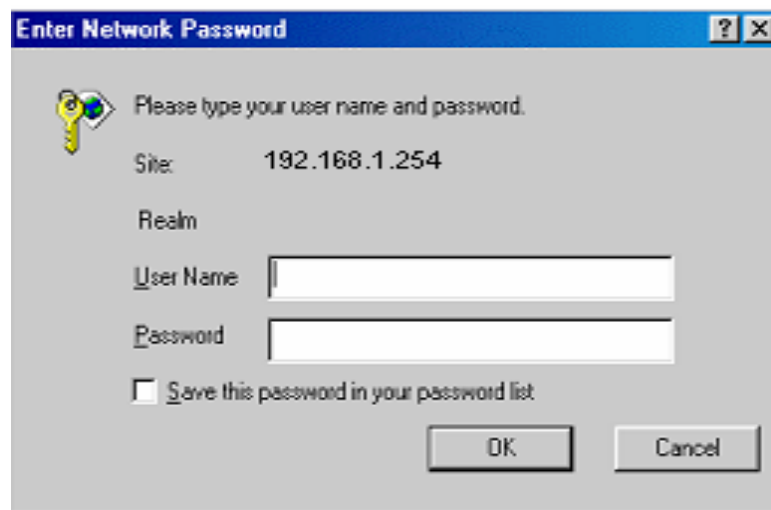 Enter Network Password
Please type your user name and password.
Site: 192.168.1.254
Realm
User Name
Password
Save this password in your password list
OK Cancel